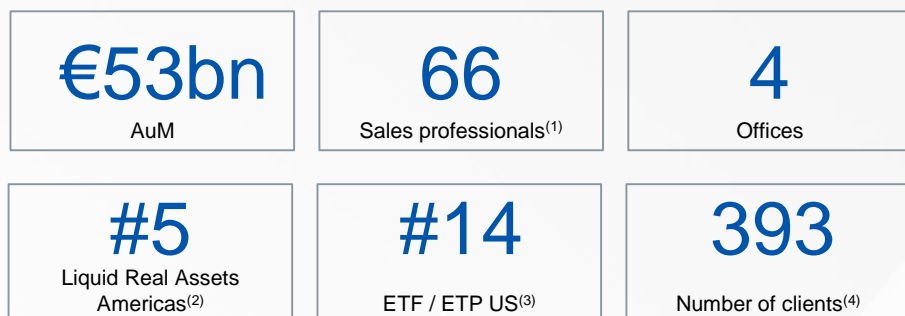 €53bn
AuM
66
Sales professionals(1)
4
Offices
#5
Liquid Real Assets
Americas(2)
#14
ETF / ETP US(3)
393
Number of clients(4)